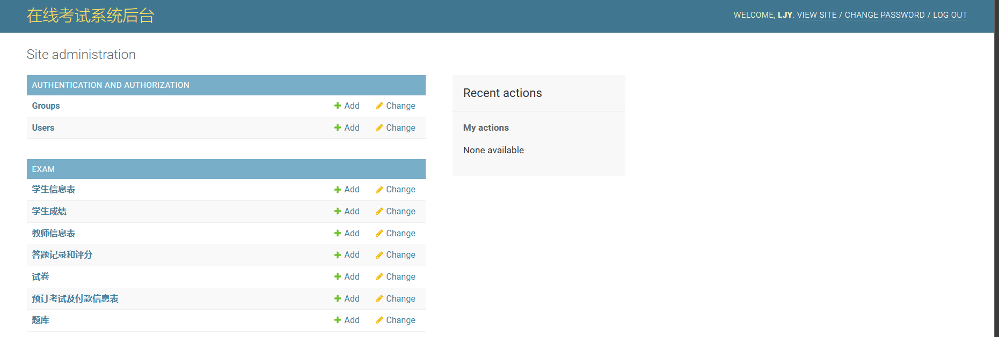 在线考试系统后台
WELCOME, LJY. VIEW SITE / CHANGE PASSWORD / LOG OUT
Site administration
AUTHENTICATION AND AUTHORIZATION
Groups Add Change
Users Add Change
EXAM
学生信息表 Add Change
学生成绩 Add Change
教师信息表 Add Change
答题记录和评分 Add Change
试卷 Add Change
预订考试及付款信息表 Add Change
题库 Add Change
Recent actions
My actions
None available